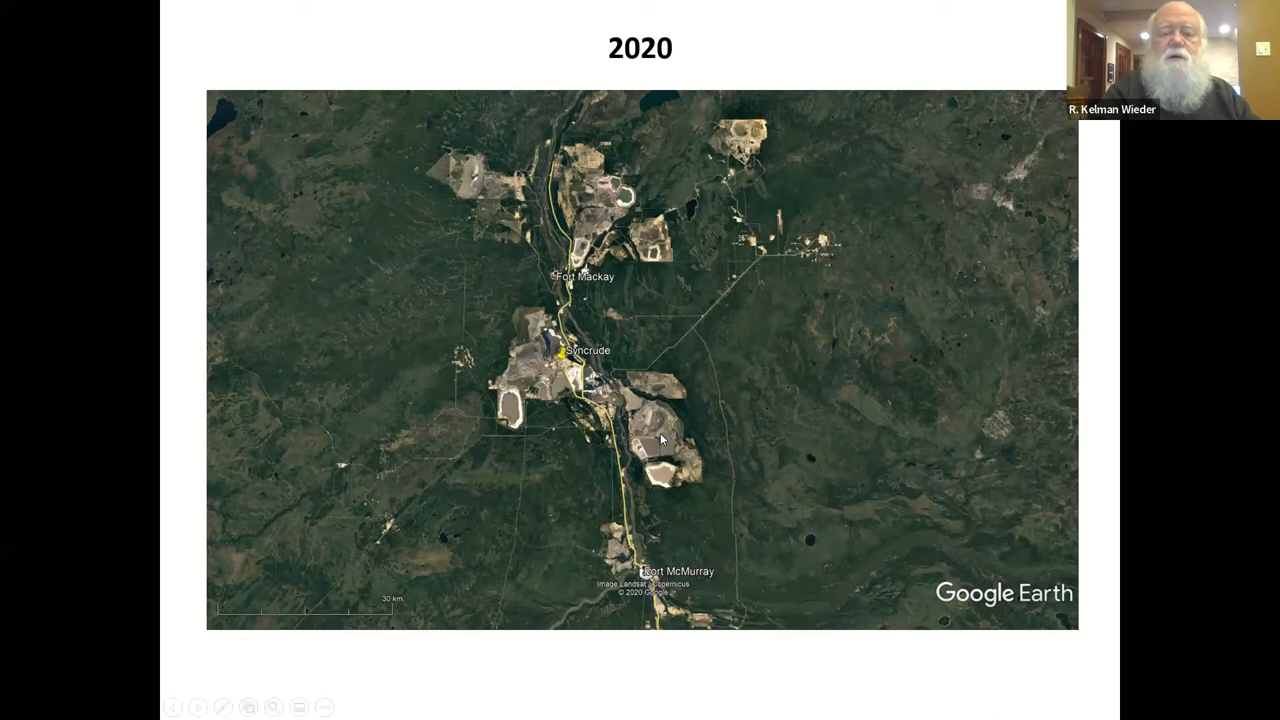 2020
R. Kelman Wieder
Fort Mackay
Syncrude
Fort McMurray
Image Landsat / Copernicus
© 2020 Google
30 km
Google Earth